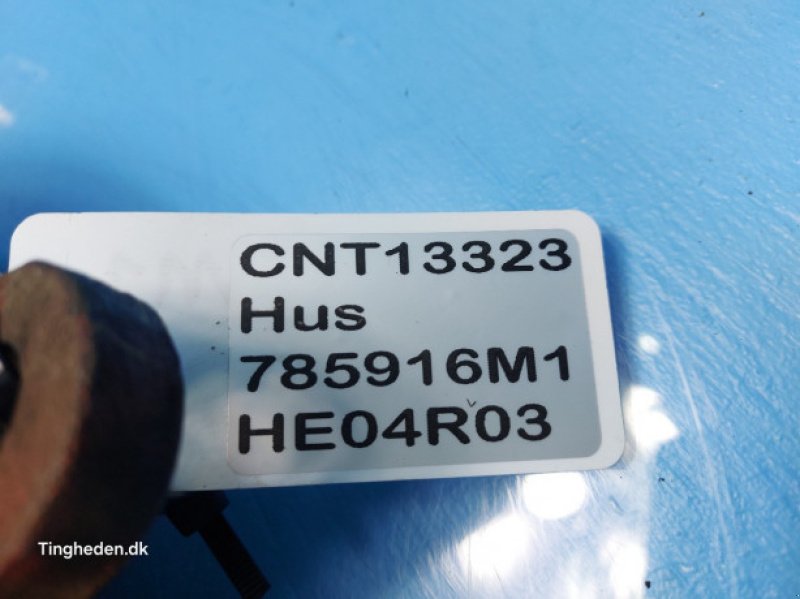 CNT13323
Hus
785916M1
HE04R03
Tingheden.dk